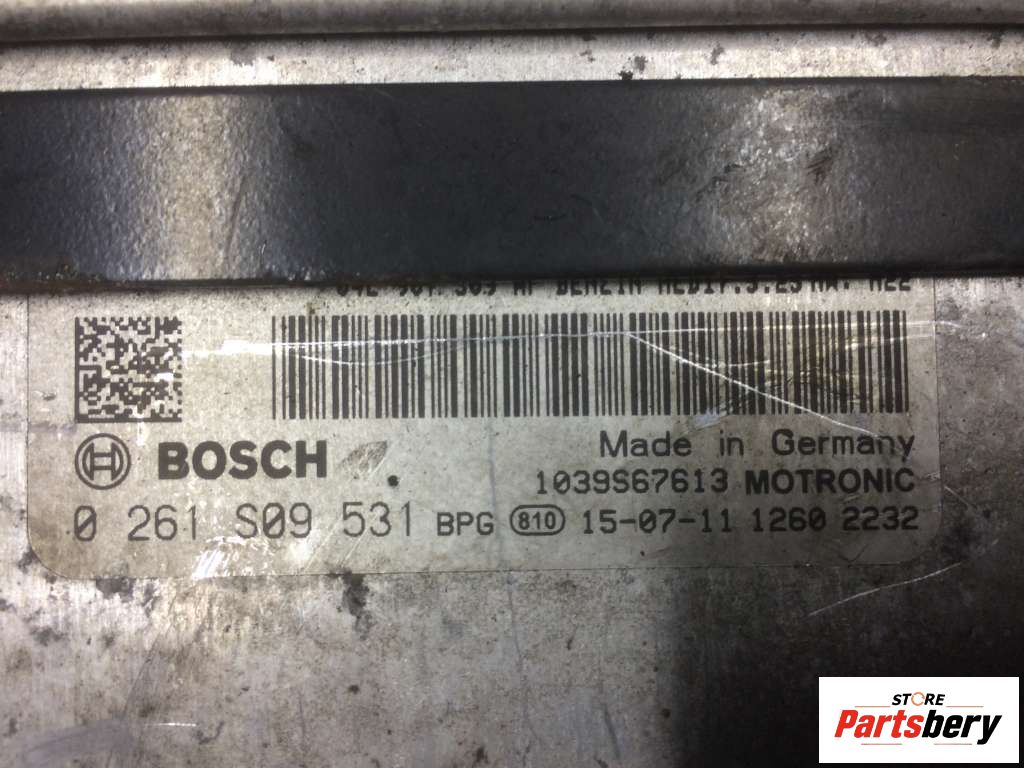 BENZIN
BOSCH
Made in Germany
1039S67613 MOTRONIC
0 261 S09 531 BPG 810 15-07-11 1260 2232
STORE
Partsbery